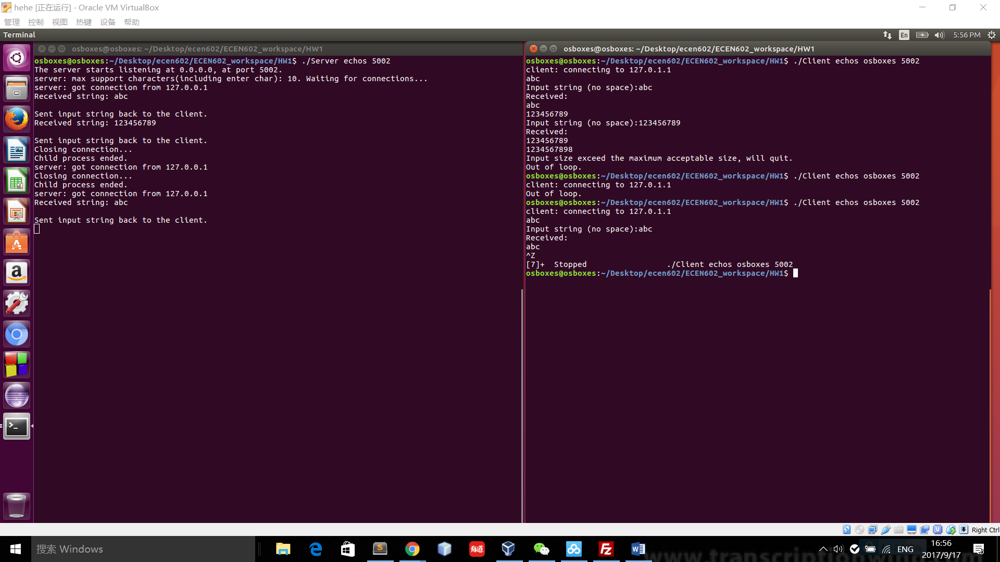 hehe [正在运行] - Oracle VM VirtualBox
管理 控制 视图 热键 设备 帮助
Terminal
En
5:56 PM
osboxes@osboxes: ~/Desktop/ecen602/ECEN602_workspace/HW1
osboxes@osboxes:~/Desktop/ecen602/ECEN602_workspace/HW1$ ./Server echos 5002
The server starts listening at 0.0.0.0, at port 5002.
server: max support characters(including enter char): 10. Waiting for connections...
server: got connection from 127.0.0.1
Received string: abc
Sent input string back to the client.
Received string: 123456789
Sent input string back to the client.
Closing connection...
Child process ended.
server: got connection from 127.0.0.1
Closing connection...
Child process ended.
server: got connection from 127.0.0.1
Received string: abc
Sent input string back to the client.
osboxes@osboxes: ~/Desktop/ecen602/ECEN602_workspace/HW1
osboxes@osboxes:~/Desktop/ecen602/ECEN602_workspace/HW1$ ./Client echos osboxes 5002
client: connecting to 127.0.1.1
abc
Input string (no space):abc
Received:
abc
123456789
Input string (no space):123456789
Received:
123456789
1234567898
Input size exceed the maximum acceptable size, will quit.
Out of loop.
osboxes@osboxes:~/Desktop/ecen602/ECEN602_workspace/HW1$ ./Client echos osboxes 5002
client: connecting to 127.0.1.1
Out of loop.
osboxes@osboxes:~/Desktop/ecen602/ECEN602_workspace/HW1$ ./Client echos osboxes 5002
client: connecting to 127.0.1.1
abc
Input string (no space):abc
Received:
abc
^Z
[7]+  Stopped                 ./Client echos osboxes 5002
osboxes@osboxes:~/Desktop/ecen602/ECEN602_workspace/HW1$
Right Ctrl
搜索 Windows
有道
ENG
16:56
2017/9/17